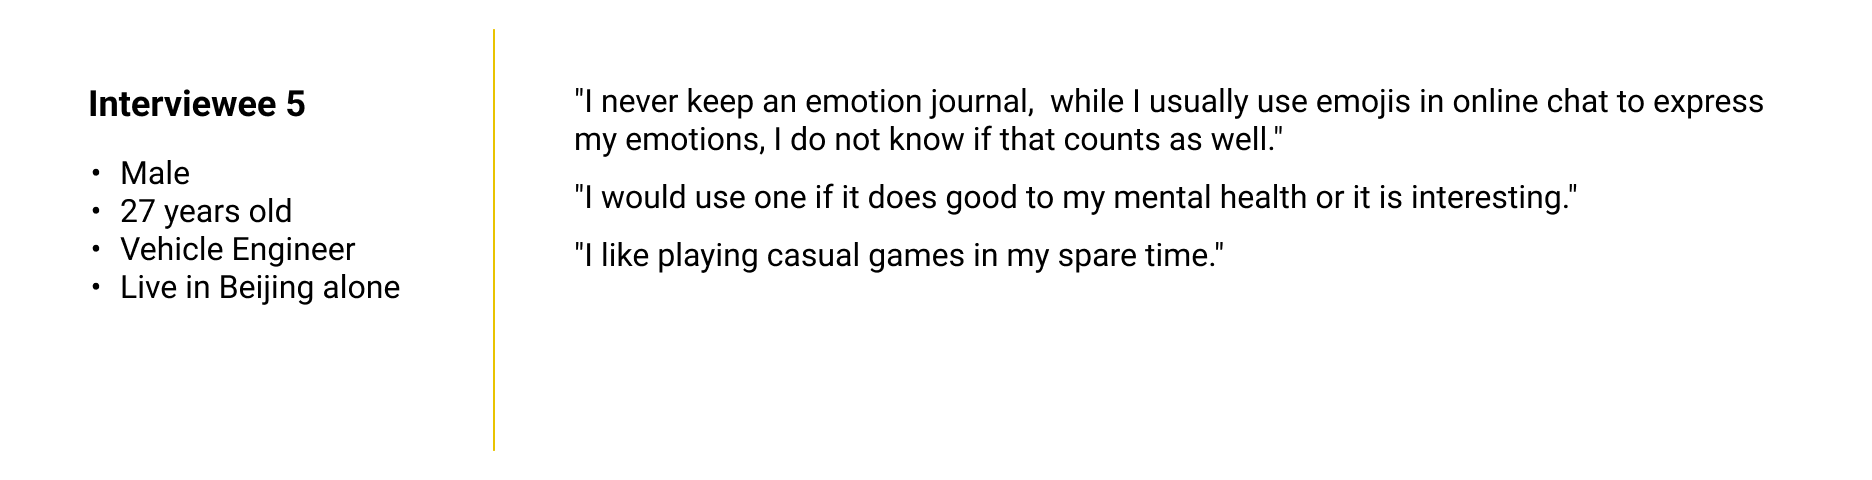 Interviewee 5
• Male
• 27 years old
• Vehicle Engineer
• Live in Beijing alone
"I never keep an emotion journal,  while I usually use emojis in online chat to express
my emotions, I do not know if that counts as well."
"I would use one if it does good to my mental health or it is interesting."
"I like playing casual games in my spare time."